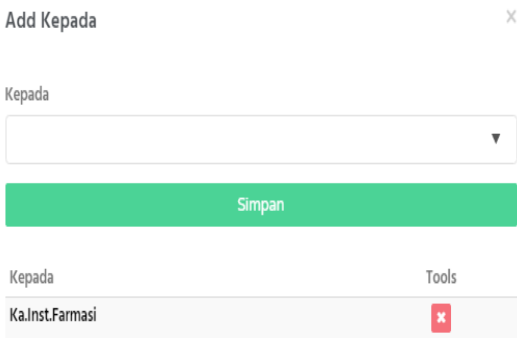 Add Kepada
Kepada
Simpan
Kepada Tools
Ka.Inst.Farmasi